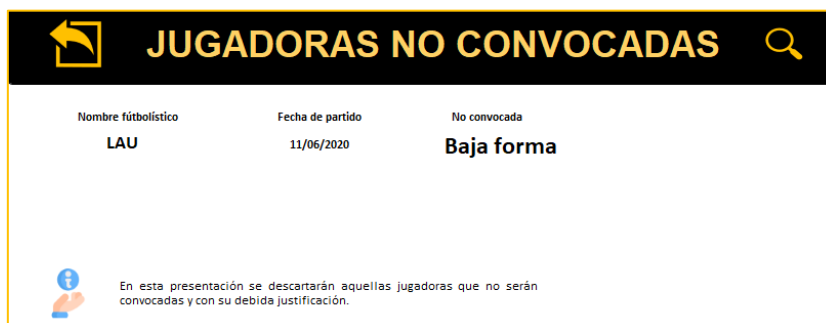 JUGADORAS NO CONVOCADAS
Nombre fútbolístico Fecha de partido No convocada
LAU 11/06/2020 Baja forma
En esta presentación se descartarán aquellas jugadoras que no serán
convocadas y con su debida justificación.